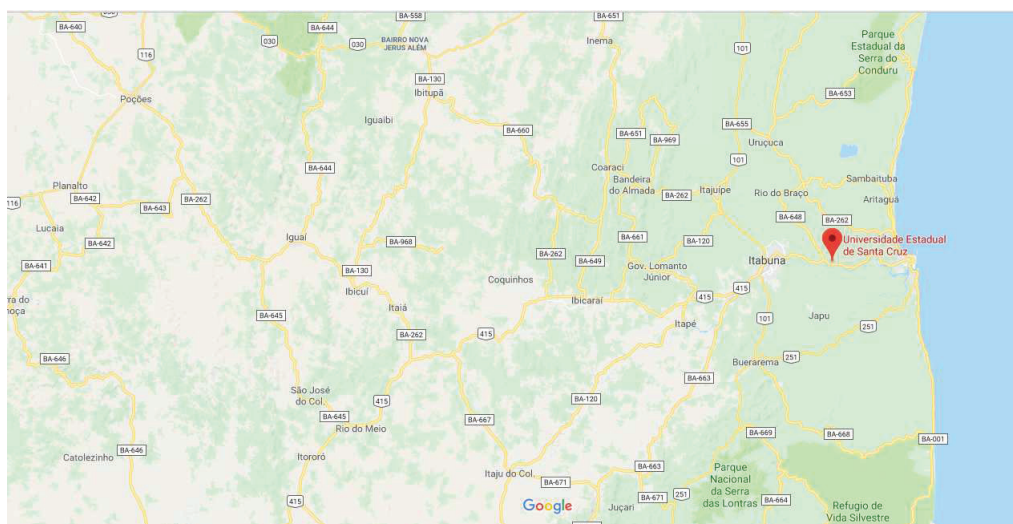 030
BA-640
BA-644
BA-558
BA-651
116
030
030
BAIRRO NOVA
JERUS ALÉM
Inema
101
Parque
Estadual da
Serra do
Conduru
BA-130
Ibitupã
Poções
BA-653
Iguaibi
BA-660
BA-651
BA-969
BA-655
Uruçuca
101
BA-644
Coaraci
Bandeira
do Almada
BA-262
Itajuípe
Sambaituba
Rio do Braço
Aritaguá
Planalto
116
BA-642
BA-643
BA-262
Lucaia
BA-642
BA-641
Iguaí
BA-968
BA-661
BA-120
BA-648
BA-262
Universidade Estadual
de Santa Cruz
BA-262
BA-649
Gov. Lomanto
Júnior
Itabuna
BA-130
Ibicuí
Coquinhos
Ibicaraí
415
415
rra do
hoça
Itaiá
BA-645
BA-262
415
Itapé
101
Japu
251
BA-646
Buerarema
251
São José
do Col.
415
BA-645
Rio do Meio
BA-667
BA-120
BA-663
Itororó
BA-669
BA-668
BA-001
Catolezinho
BA-646
Itaju do Col.
BA-671
BA-663
BA-671
251
Parque
Nacional
da Serra
das Lontras
BA-664
415
Google
Juçari
Refugio de
Vida Silvestre